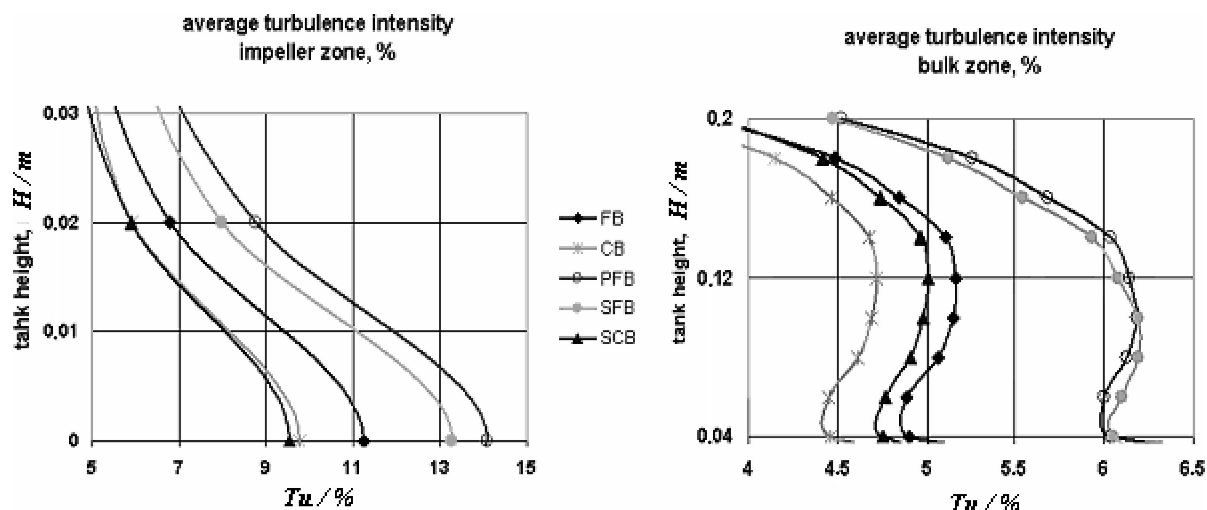 average turbulence intensity
impeller zone, %
0,03
0,02
0,01
0
tahk height, H / m
5 7 9 11 13 15
Tu / %
FB
CB
PFB
SFB
SCB
average turbulence intensity
bulk zone, %
0,2
0,12
0,04
tank height, H / m
4 4.5 5 5.5 6 6.5
Tu / %